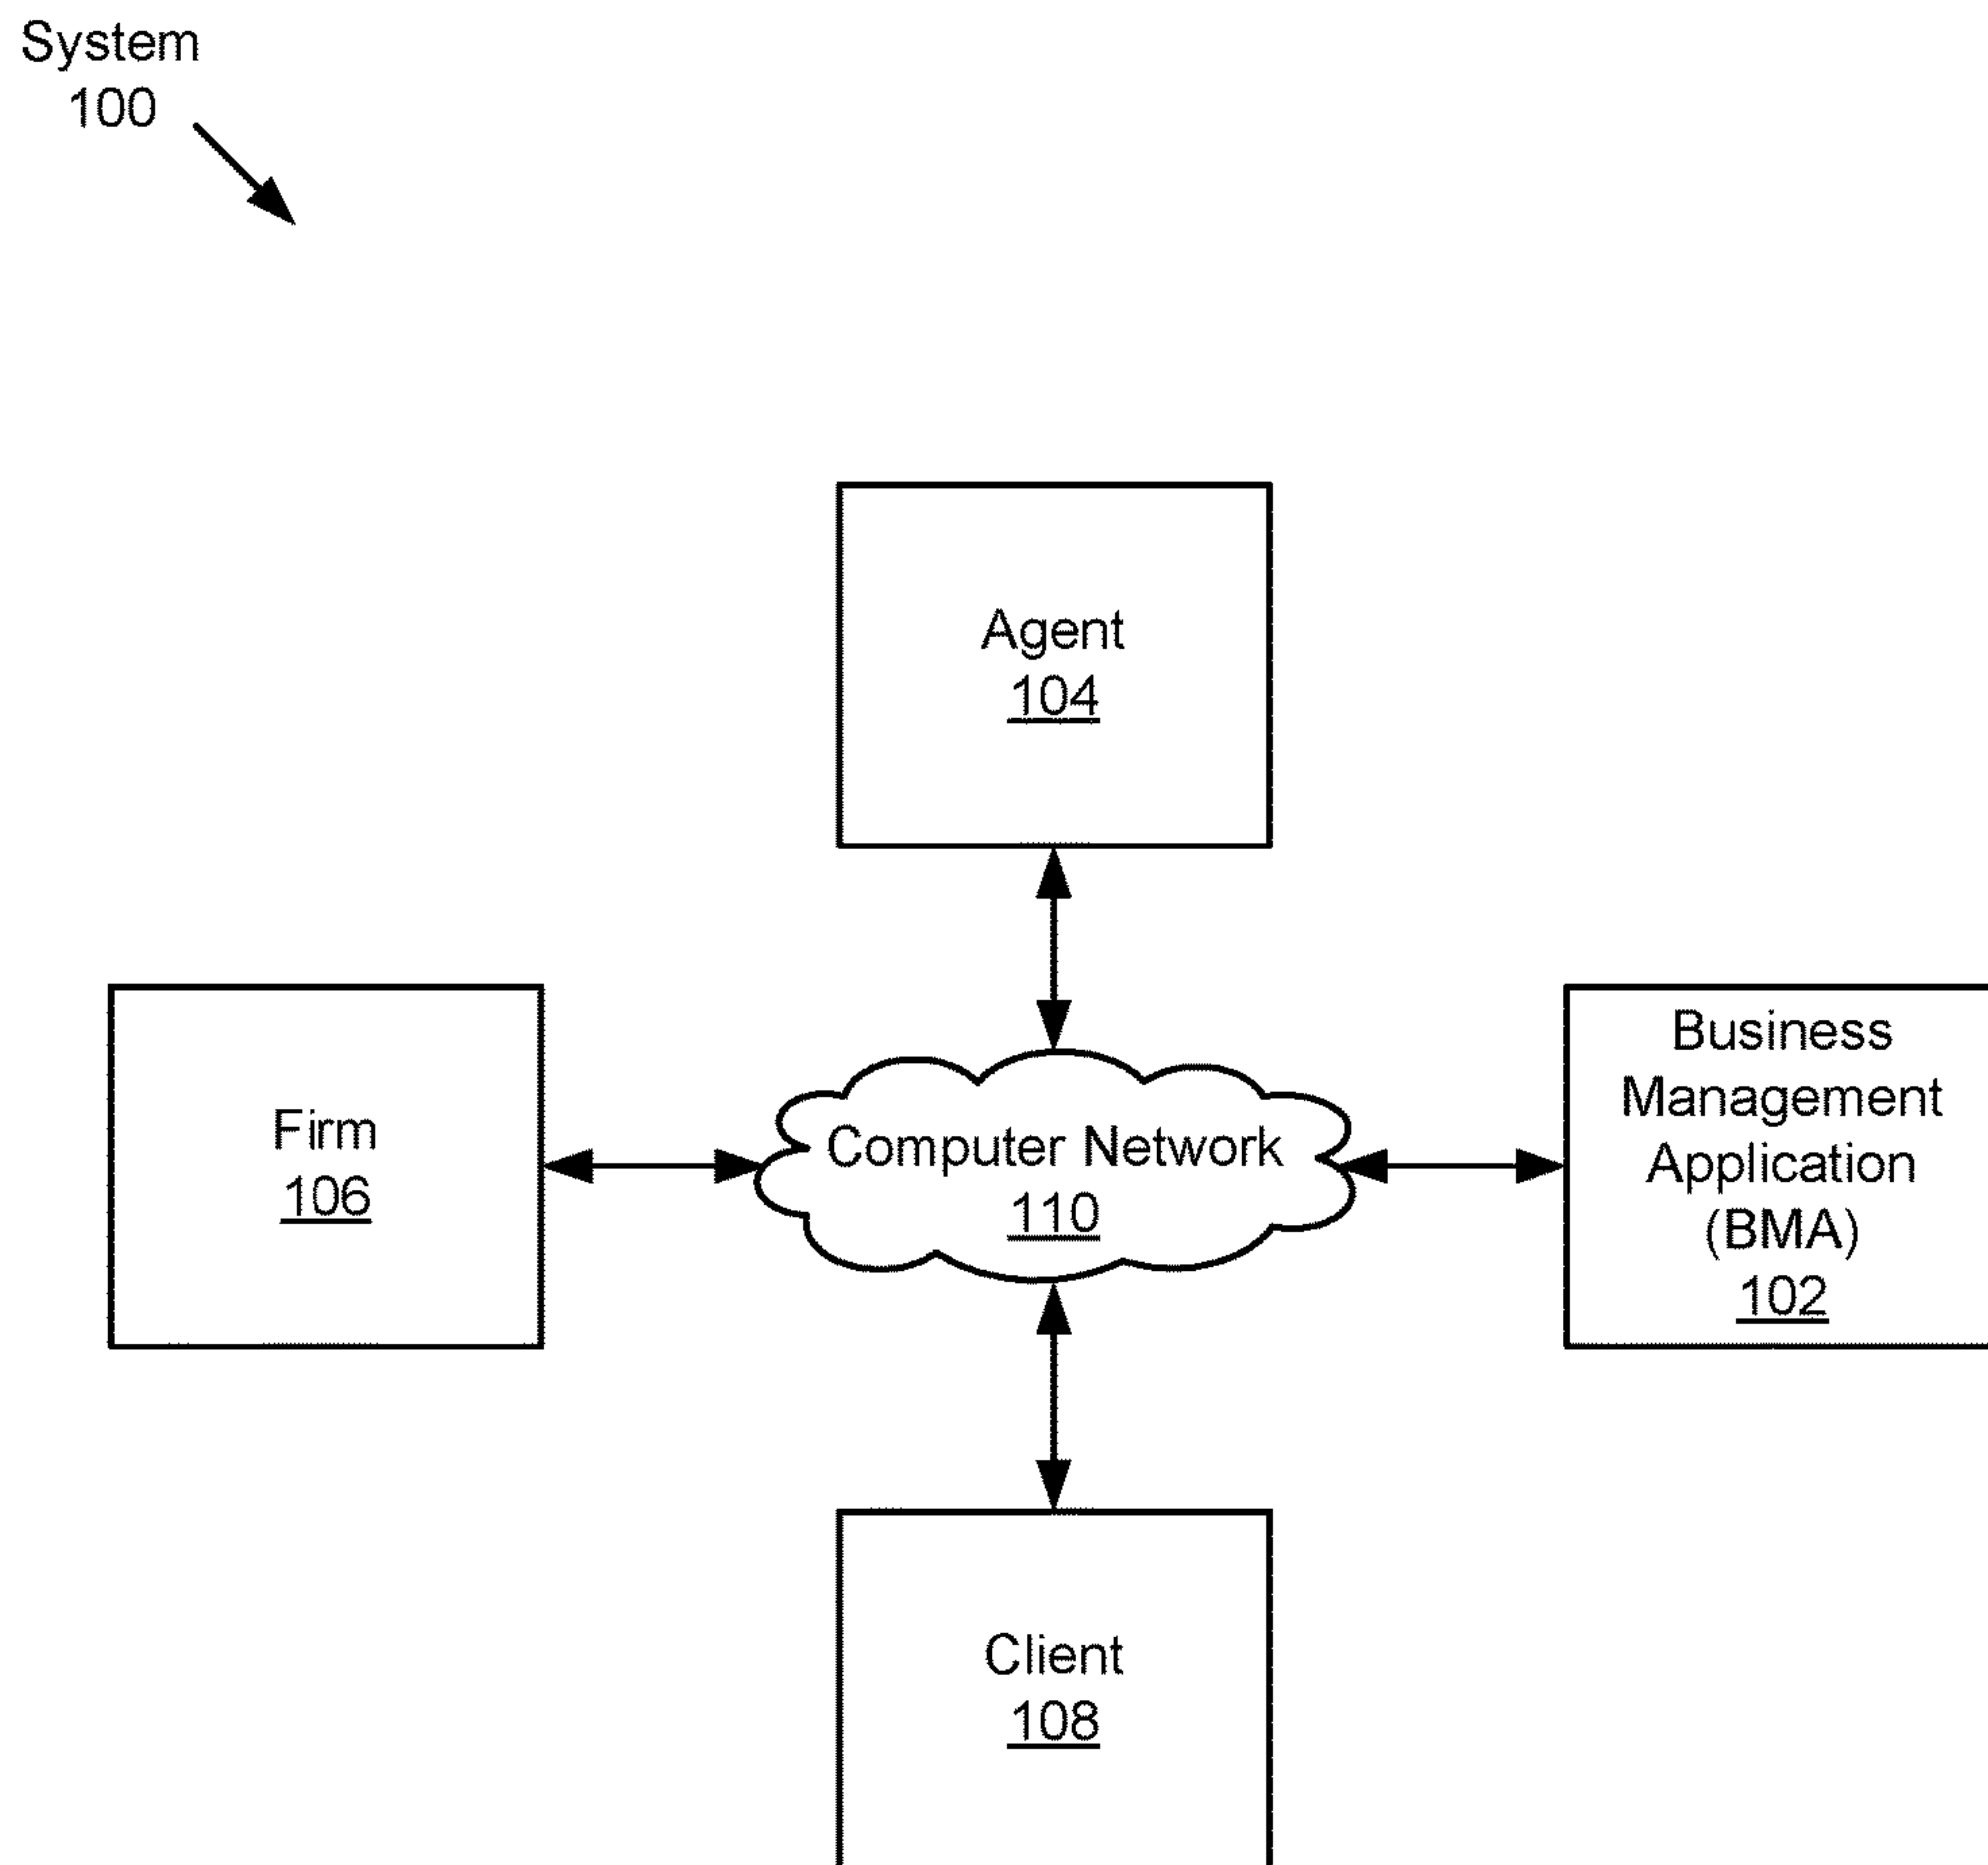 System
100
Agent
104
Firm
106
Computer Network
110
Business
Management
Application
(BMA)
102
Client
108